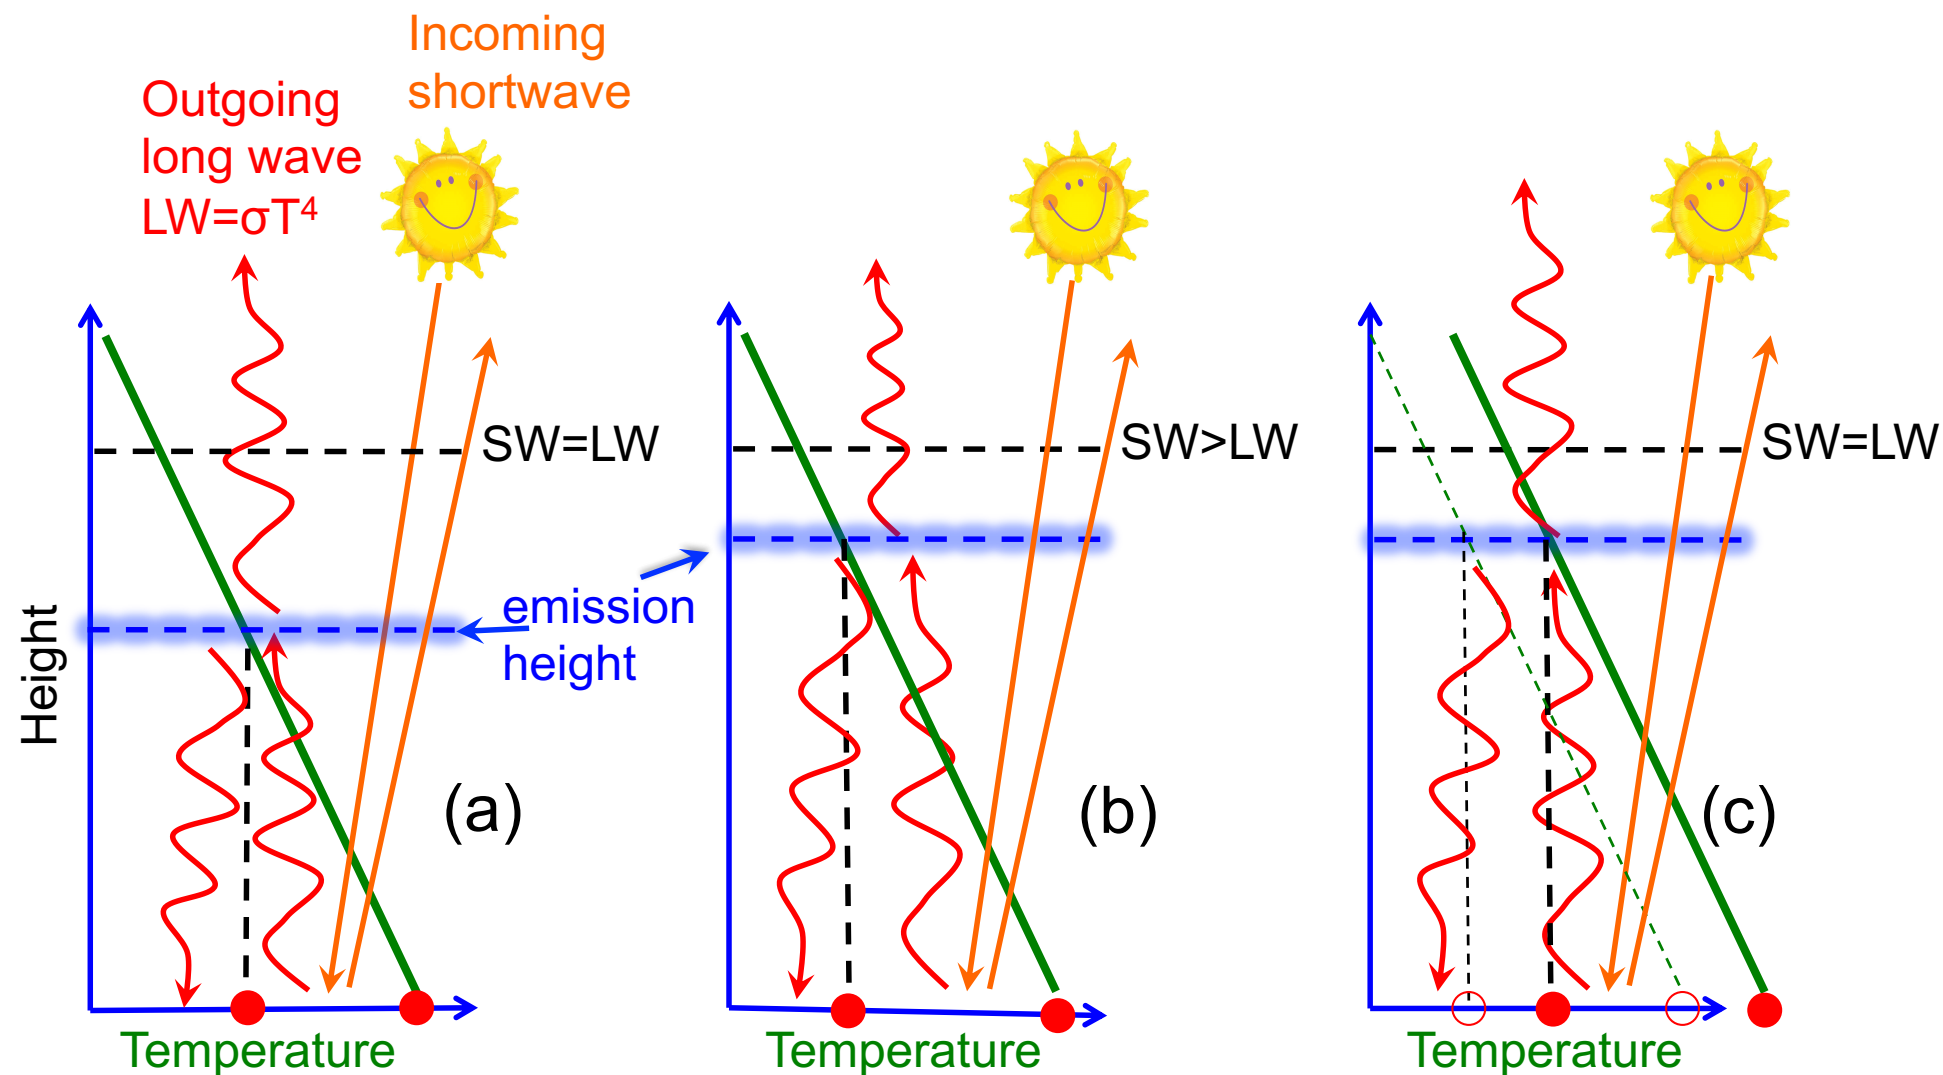 Incoming
shortwave
Outgoing
long wave
LW=σT⁴
SW=LW
SW>LW
SW=LW
emission
height
Height
(a)
(b)
(c)
Temperature
Temperature
Temperature